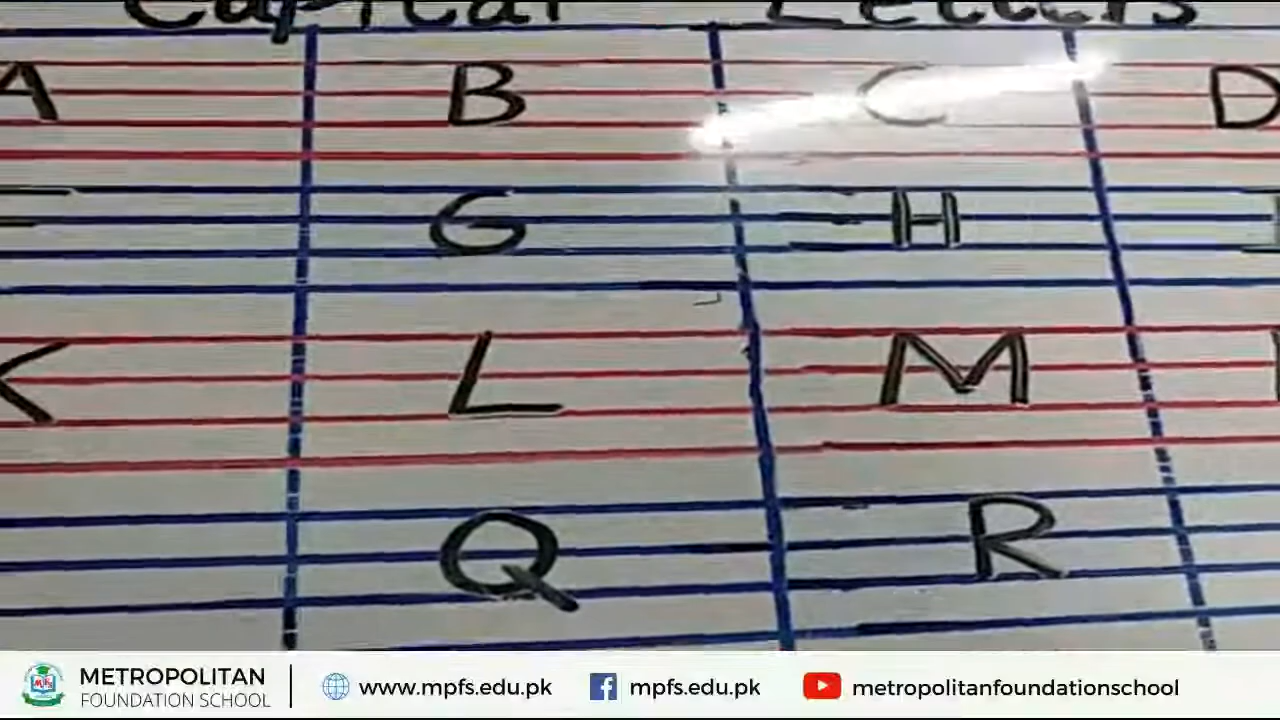 Capital Letters
A B C D
F G H
K L M
Q R
METROPOLITAN
FOUNDATION SCHOOL
www.mpfs.edu.pk mpfs.edu.pk metropolitanfoundationschool